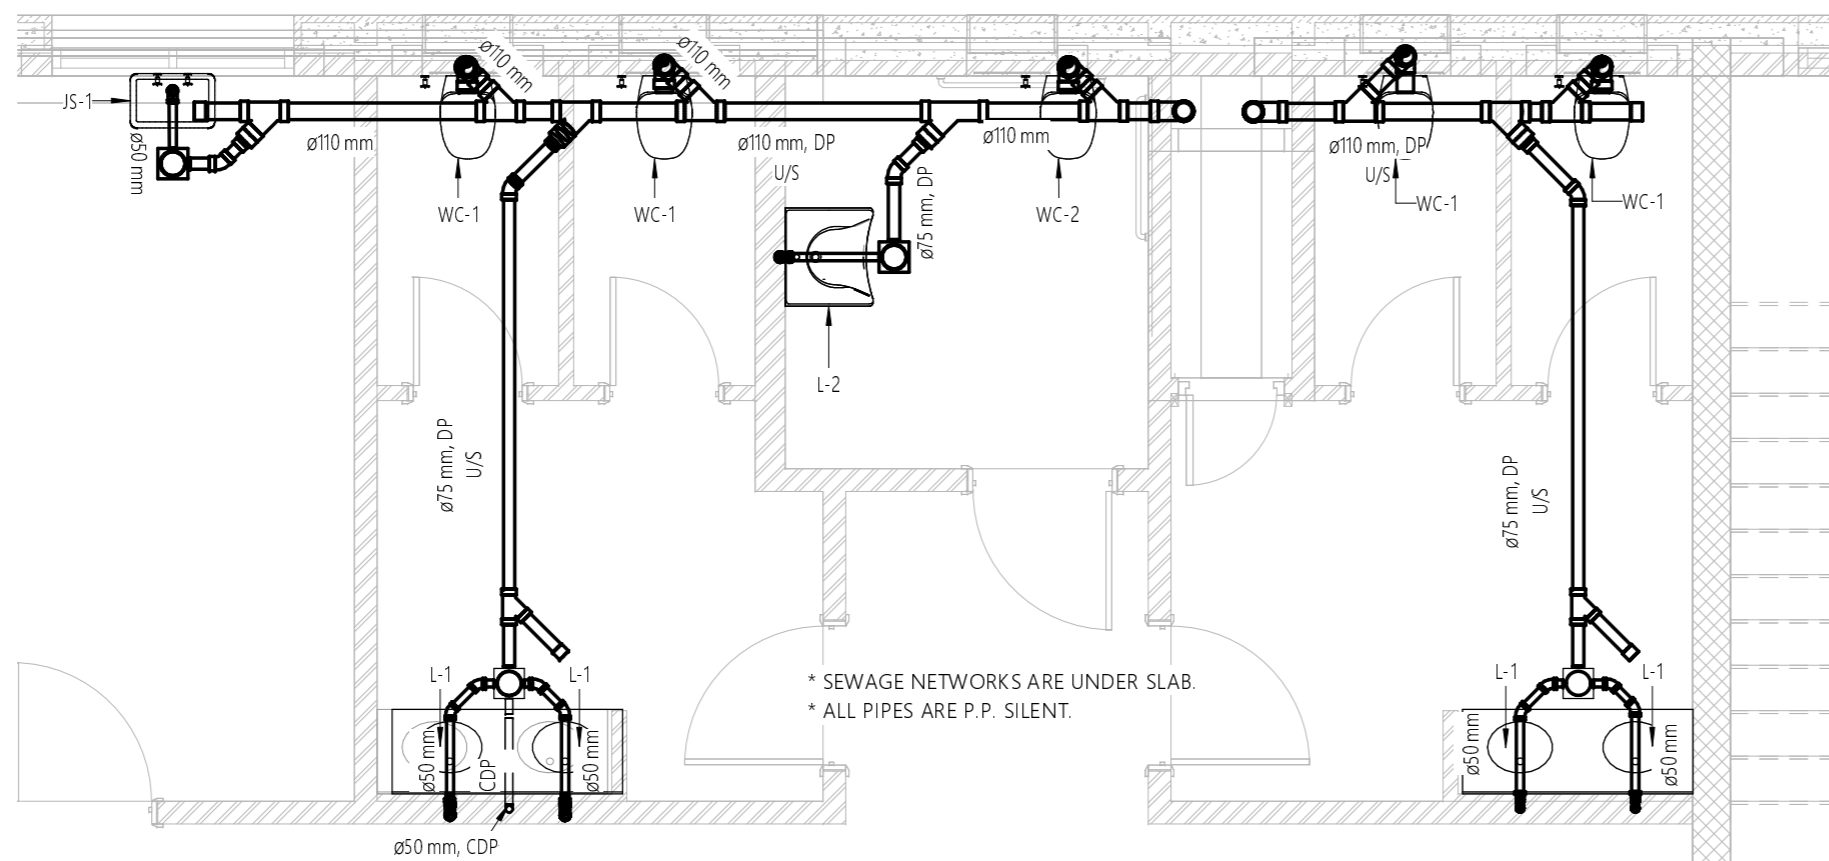 ø110 mm
ø110 mm
JS-1
ø50 mm
ø110 mm
ø110 mm, DP
U/S
ø110 mm
ø110 mm, DP
U/S
WC-1
WC-1
ø75 mm, DP
WC-2
WC-1
WC-1
L-2
ø75 mm, DP
U/S
ø75 mm, DP
U/S
L-1
L-1
* SEWAGE NETWORKS ARE UNDER SLAB.
* ALL PIPES ARE P.P. SILENT.
L-1
L-1
ø50 mm
CDP
ø50 mm
ø50 mm
ø50 mm
ø50 mm, CDP